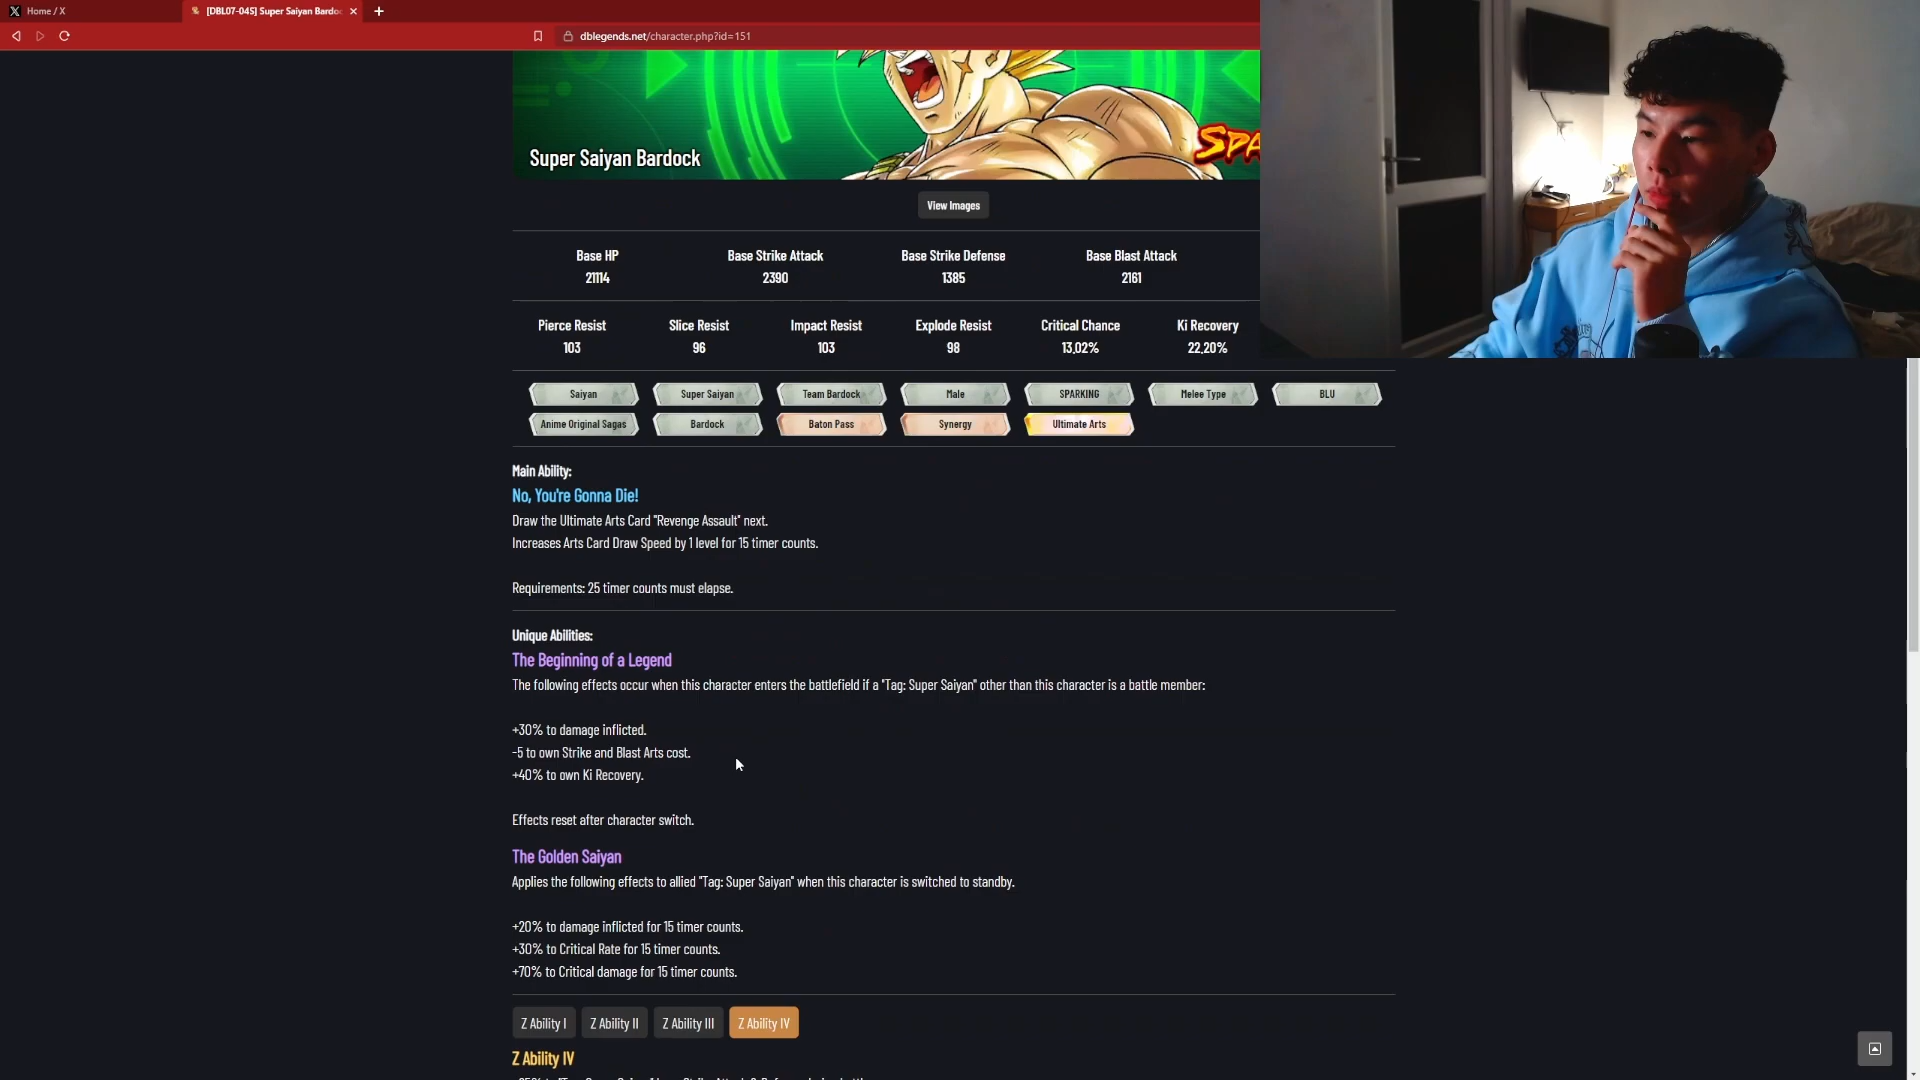 Home / X
[DBL07-04S] Super Saiyan Bardo
dblegends.net/character.php?id=151
Super Saiyan Bardock
SPA
View Images
Base HP
Base Strike Attack
Base Strike Defense
Base Blast Attack
21114
2390
1385
2161
Pierce Resist
Slice Resist
Impact Resist
Explode Resist
Critical Chance
Ki Recovery
103
96
103
98
13.02%
22.20%
Saiyan
Super Saiyan
Team Bardock
Male
SPARKING
Melee Type
BLU
Anime Original Sagas
Bardock
Baton Pass
Synergy
Ultimate Arts
Main Ability:
No, You're Gonna Die!
Draw the Ultimate Arts Card "Revenge Assault" next.
Increases Arts Card Draw Speed by 1 level for 15 timer counts.
Requirements: 25 timer counts must elapse.
Unique Abilities:
The Beginning of a Legend
The following effects occur when this character enters the battlefield if a "Tag: Super Saiyan" other than this character is a battle member:
+30% to damage inflicted.
-5 to own Strike and Blast Arts cost.
+40% to own Ki Recovery.
Effects reset after character switch.
The Golden Saiyan
Applies the following effects to allied "Tag: Super Saiyan" when this character is switched to standby.
+20% to damage inflicted for 15 timer counts.
+30% to Critical Rate for 15 timer counts.
+70% to Critical damage for 15 timer counts.
Z Ability I
Z Ability II
Z Ability III
Z Ability IV
Z Ability IV